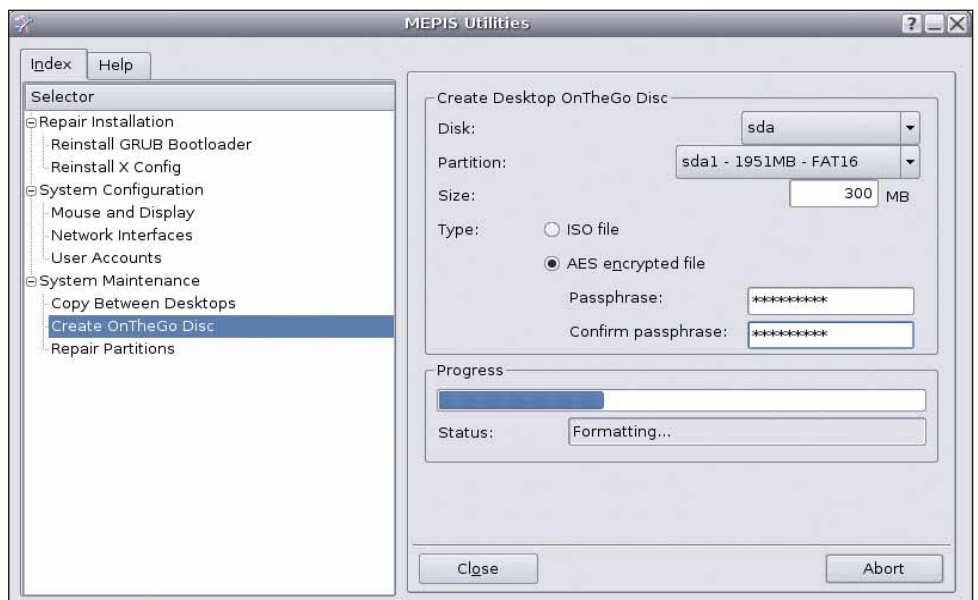 MEPIS Utilities
Index Help
Selector
Repair Installation
Reinstall GRUB Bootloader
Reinstall X Config
System Configuration
Mouse and Display
Network Interfaces
User Accounts
System Maintenance
Copy Between Desktops
Create OnTheGo Disc
Repair Partitions
Create Desktop OnTheGo Disc
Disk: sda
Partition: sda1 - 1951MB - FAT16
Size: 300 MB
Type: ISO file
AES encrypted file
Passphrase: *********
Confirm passphrase: *********
Progress
Status: Formatting...
Close Abort